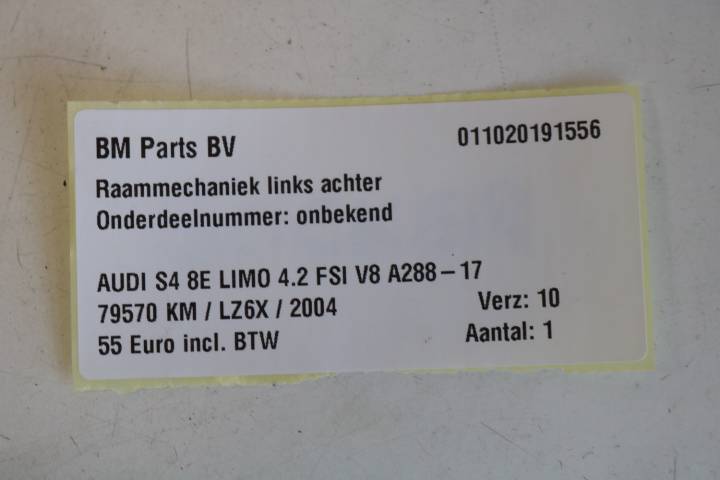 BM Parts BV 011020191556
Raammechaniek links achter
Onderdeelnummer: onbekend
AUDI S4 8E LIMO 4.2 FSI V8 A288-17
79570 KM / LZ6X / 2004 Verz: 10
55 Euro incl. BTW Aantal: 1